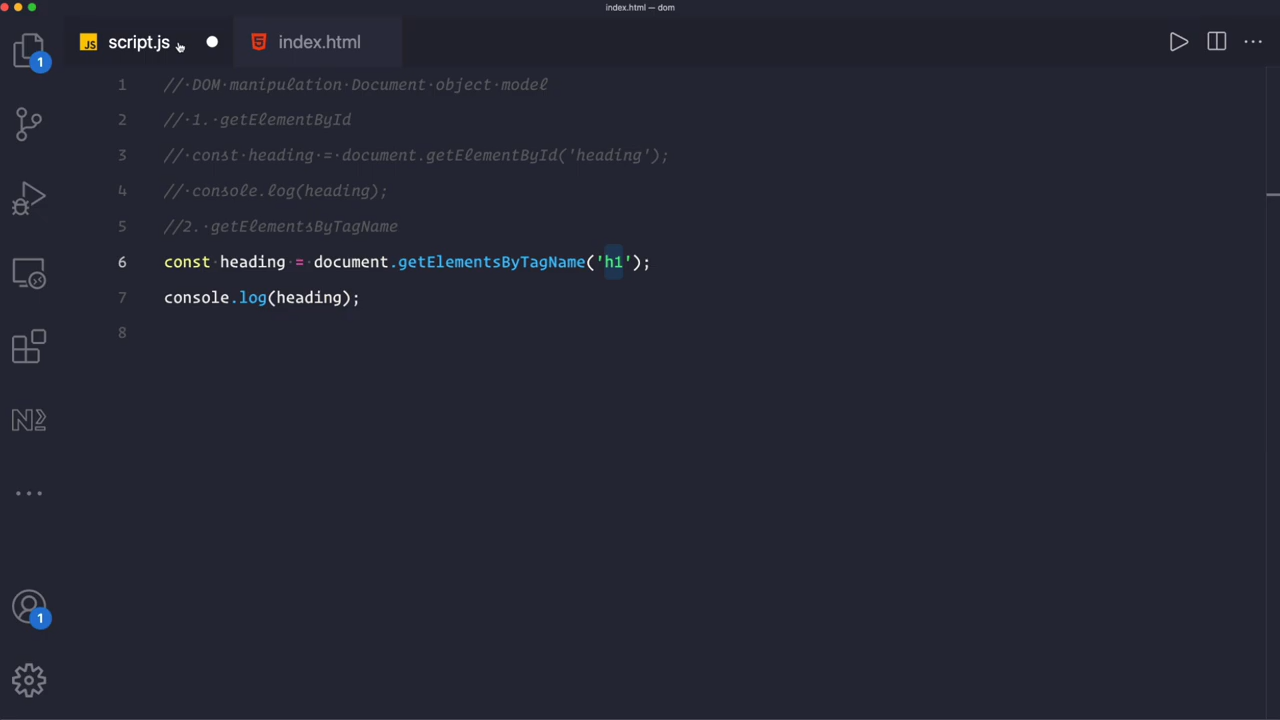 index.html — dom
JS script.js
index.html
1
1 // DOM manipulation Document object model
2 // 1. getElementById
3 // const heading = document.getElementById('heading');
4 // console.log(heading);
5 //2. getElementsByTagName
6 const heading = document.getElementsByTagName('h1');
7 console.log(heading);
8
1